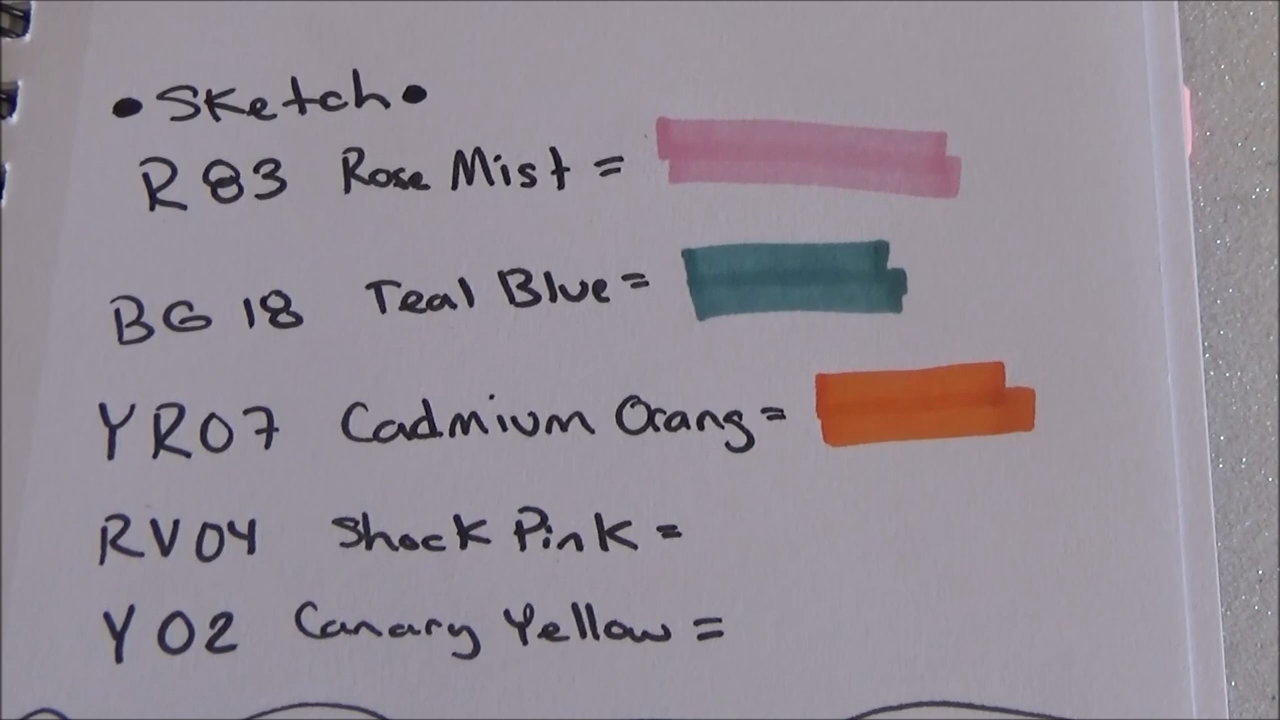 •Sketch•
R83 Rose Mist =
BG18 Teal Blue =
YR07 Cadmium Orang =
RV04 Shock Pink =
Y02 Canary Yellow =